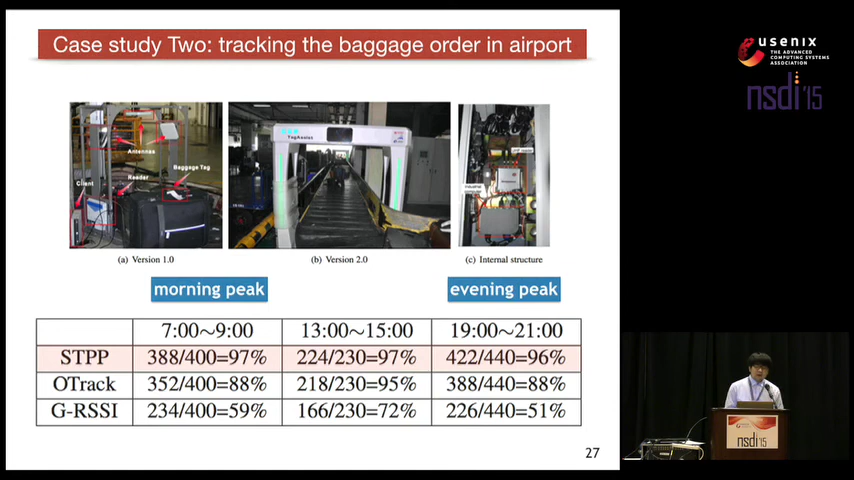 Case study Two: tracking the baggage order in airport
usenix
THE ADVANCED
COMPUTING SYSTEMS
ASSOCIATION
nsdi '15
Antennas
Baggage Tag
Reader
Client
TagAssist
Industrial
computer
(a) Version 1.0
(b) Version 2.0
(c) Internal structure
morning peak
evening peak
7:00~9:00 13:00~15:00 19:00~21:00
STPP 388/400=97% 224/230=97% 422/440=96%
OTrack 352/400=88% 218/230=95% 388/440=88%
G-RSSI 234/400=59% 166/230=72% 226/440=51%
27
nsdi '15